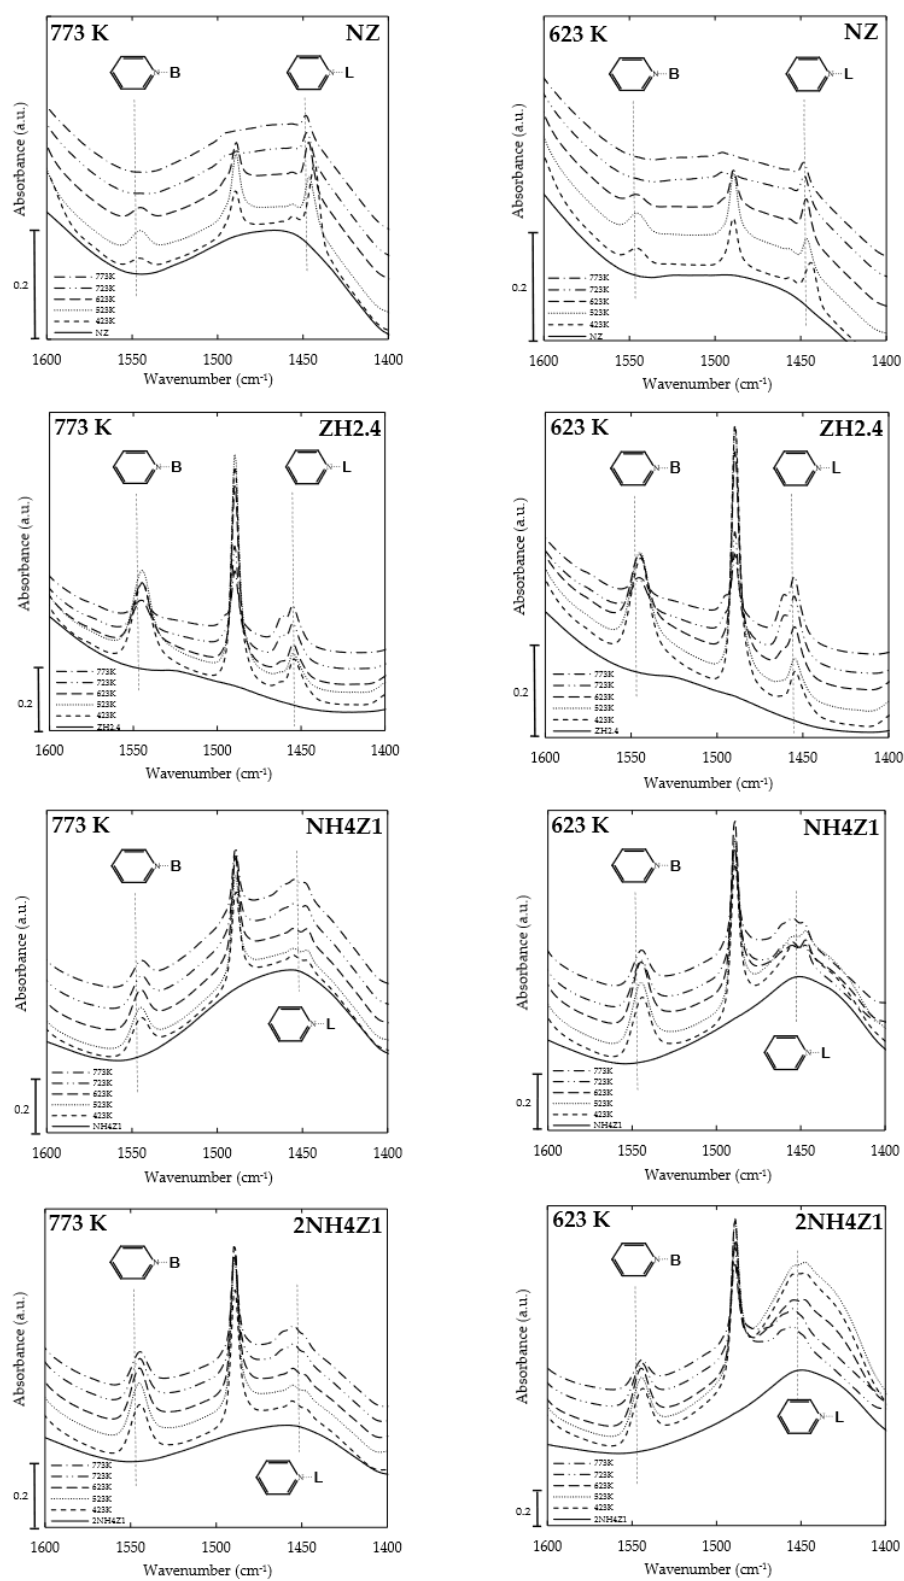 773 K
NZ
N
B
N
L
Absorbance (a.u.)
0.2
773K
723K
623K
523K
423K
NZ
1600
1550
1500
1450
1400
Wavenumber (cm-1)
623 K
NZ
N
B
N
L
Absorbance (a.u.)
0.2
773K
723K
623K
523K
423K
NZ
1600
1550
1500
1450
1400
Wavenumber (cm-1)
773 K
ZH2.4
N
B
N
L
Absorbance (a.u.)
0.2
773K
723K
623K
523K
423K
ZH2.4
1600
1550
1500
1450
1400
Wavenumber (cm-1)
623 K
ZH2.4
N
B
N
L
Absorbance (a.u.)
0.2
773K
723K
623K
523K
423K
ZH2.4
1600
1550
1500
1450
1400
Wavenumber (cm-1)
773 K
NH4Z1
N
B
N
L
Absorbance (a.u.)
0.2
773K
723K
623K
523K
423K
NH4Z1
1600
1550
1500
1450
1400
Wavenumber (cm-1)
623 K
NH4Z1
N
B
N
L
Absorbance (a.u.)
0.2
773K
723K
623K
523K
423K
NH4Z1
1600
1550
1500
1450
1400
Wavenumber (cm-1)
773 K
2NH4Z1
N
B
N
L
Absorbance (a.u.)
0.2
773K
723K
623K
523K
423K
2NH4Z1
1600
1550
1500
1450
1400
Wavenumber (cm-1)
623 K
2NH4Z1
N
B
N
L
Absorbance (a.u.)
0.2
773K
723K
623K
523K
423K
2NH4Z1
1600
1550
1500
1450
1400
Wavenumber (cm-1)